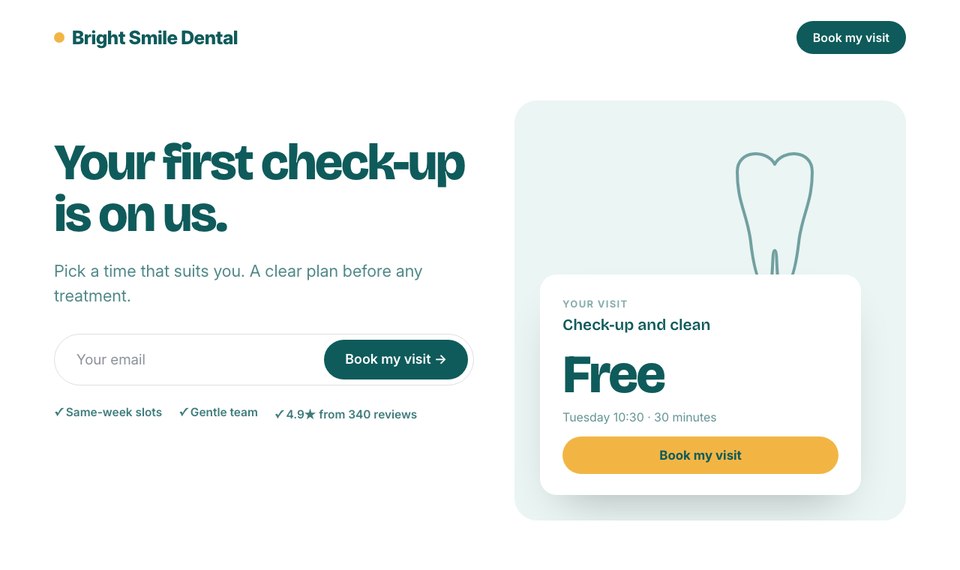 Bright Smile Dental
Book my visit
Your first check-up
is on us.
Pick a time that suits you. A clear plan before any
treatment.
Your email
Book my visit →
✓ Same-week slots ✓ Gentle team ✓ 4.9★ from 340 reviews
YOUR VISIT
Check-up and clean
Free
Tuesday 10:30 · 30 minutes
Book my visit